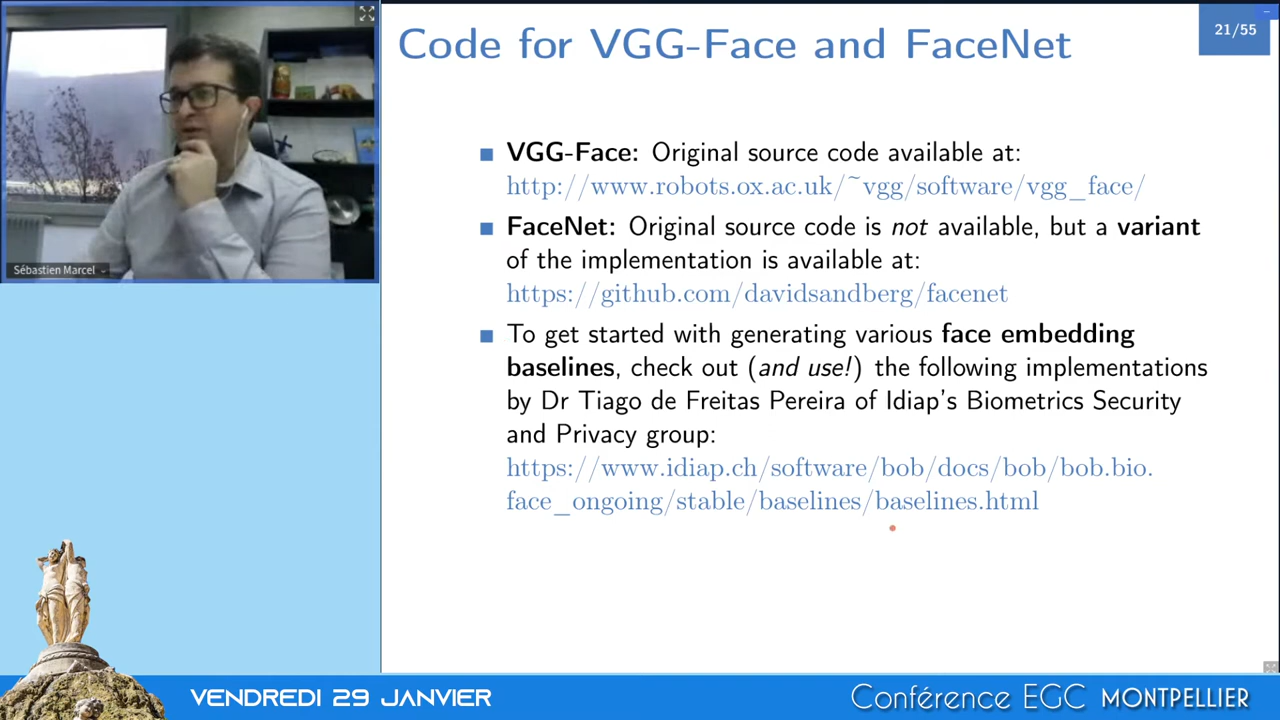 Code for VGG-Face and FaceNet
21/55
VGG-Face: Original source code available at:
http://www.robots.ox.ac.uk/~vgg/software/vgg_face/
FaceNet: Original source code is not available, but a variant
of the implementation is available at:
https://github.com/davidsandberg/facenet
To get started with generating various face embedding
baselines, check out (and use!) the following implementations
by Dr Tiago de Freitas Pereira of Idiap's Biometrics Security
and Privacy group:
https://www.idiap.ch/software/bob/docs/bob/bob.bio.
face_ongoing/stable/baselines/baselines.html
Sébastien Marcel
VENDREDI 29 JANVIER
Conférence EGC MONTPELLIER